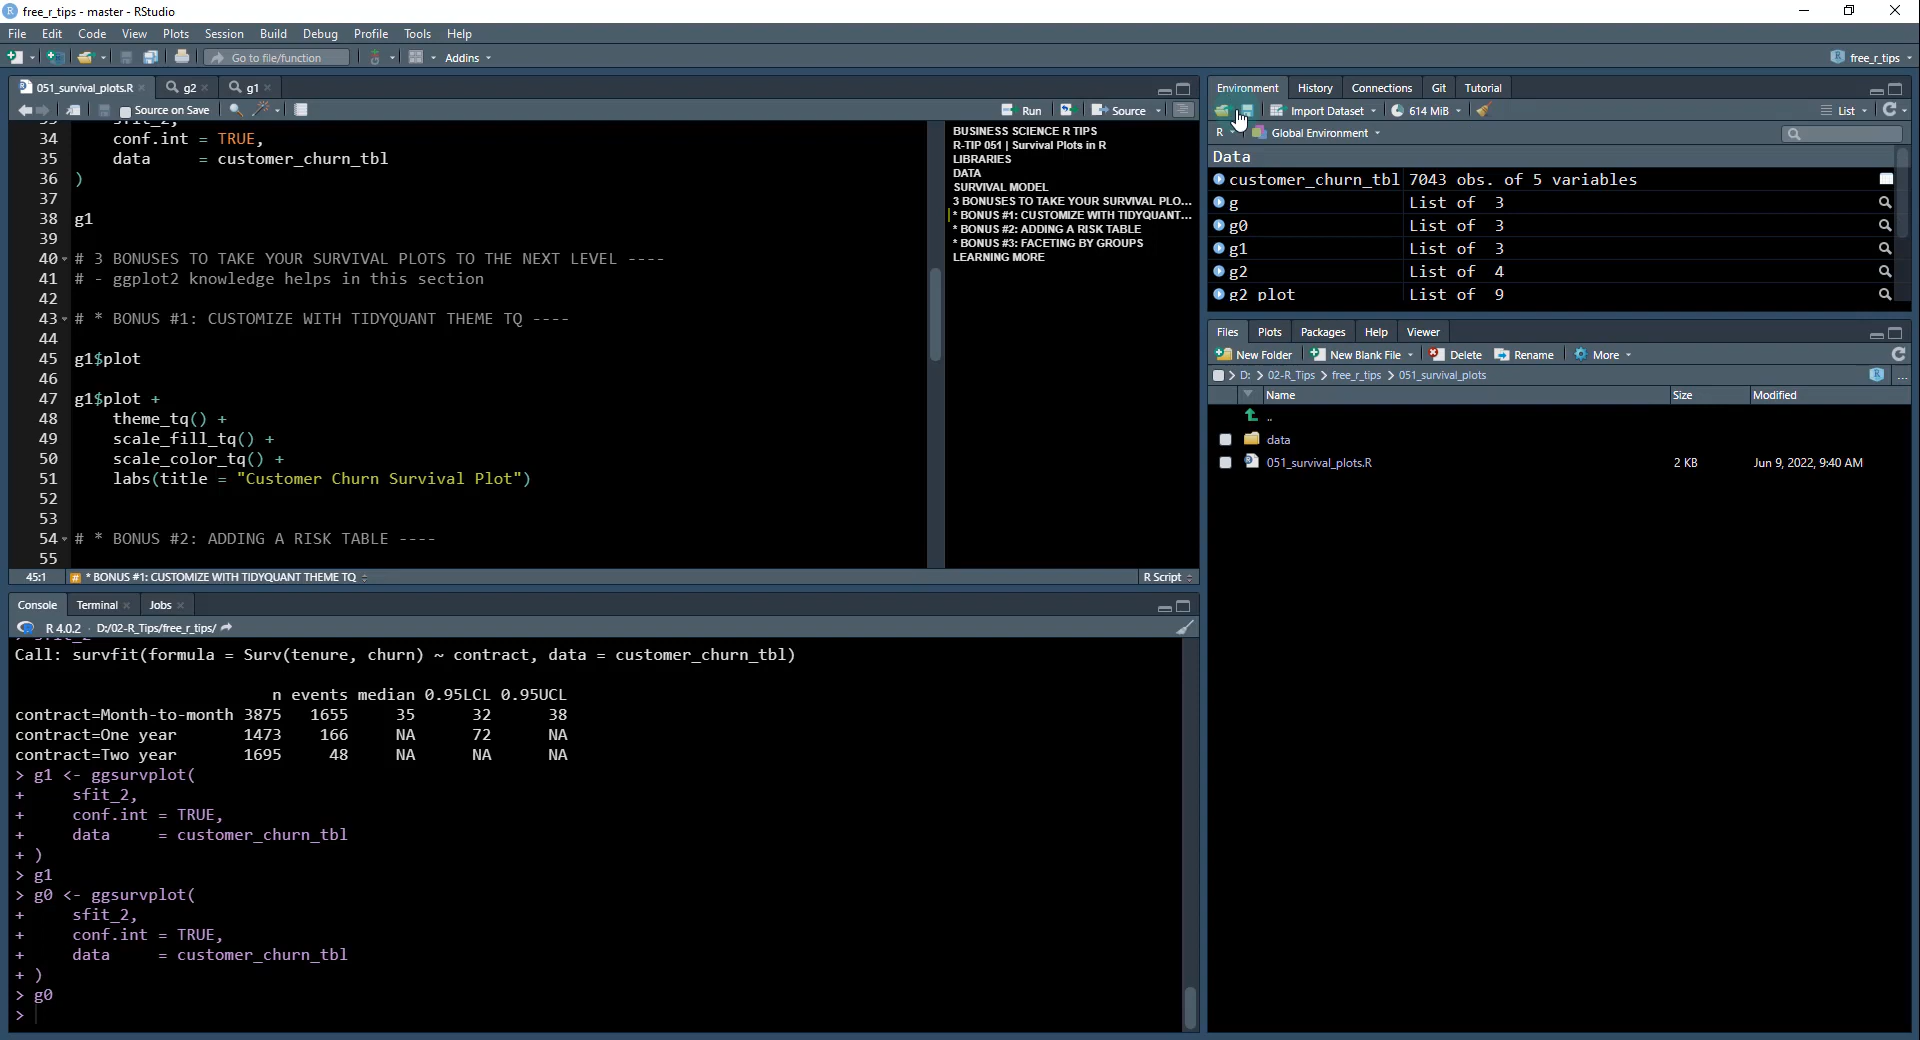 free_r_tips - master - RStudio
File Edit Code View Plots Session Build Debug Profile Tools Help
Go to file/function Addins free_r_tips
051_survival_plots.R g2 g1
Source on Save Run Source
34 conf.int = TRUE,
35 data = customer_churn_tbl
36 )
37
38 g1
39
40 # 3 BONUSES TO TAKE YOUR SURVIVAL PLOTS TO THE NEXT LEVEL ----
41 # - ggplot2 knowledge helps in this section
42
43 # * BONUS #1: CUSTOMIZE WITH TIDYQUANT THEME TQ ----
44
45 g1$plot
46
47 g1$plot +
48 theme_tq() +
49 scale_fill_tq() +
50 scale_color_tq() +
51 labs(title = "Customer Churn Survival Plot")
52
53
54 # * BONUS #2: ADDING A RISK TABLE ----
55
BUSINESS SCIENCE R TIPS
R-TIP 051 | Survival Plots in R
LIBRARIES
DATA
SURVIVAL MODEL
3 BONUSES TO TAKE YOUR SURVIVAL PLO...
* BONUS #1: CUSTOMIZE WITH TIDYQUANT...
* BONUS #2: ADDING A RISK TABLE
* BONUS #3: FACETING BY GROUPS
LEARNING MORE
45:1 # * BONUS #1: CUSTOMIZE WITH TIDYQUANT THEME TQ R Script
Console Terminal Jobs
R 4.0.2 · D:/02-R_Tips/free_r_tips/
Call: survfit(formula = Surv(tenure, churn) ~ contract, data = customer_churn_tbl)
n events median 0.95LCL 0.95UCL
contract=Month-to-month 3875 1655 35 32 38
contract=One year 1473 166 NA 72 NA
contract=Two year 1695 48 NA NA NA
> g1 <- ggsurvplot(
+ sfit_2,
+ conf.int = TRUE,
+ data = customer_churn_tbl
+ )
> g1
> g0 <- ggsurvplot(
+ sfit_2,
+ conf.int = TRUE,
+ data = customer_churn_tbl
+ )
> g0
>
Environment History Connections Git Tutorial
Import Dataset 614 MiB List
R Global Environment
Data
customer_churn_tbl 7043 obs. of 5 variables
g List of 3
g0 List of 3
g1 List of 3
g2 List of 4
g2 plot List of 9
Files Plots Packages Help Viewer
New Folder New Blank File Delete Rename More
D: > 02-R_Tips > free_r_tips > 051_survival_plots
Name Size Modified
..
data
051_survival_plots.R 2 KB Jun 9, 2022, 9:40 AM